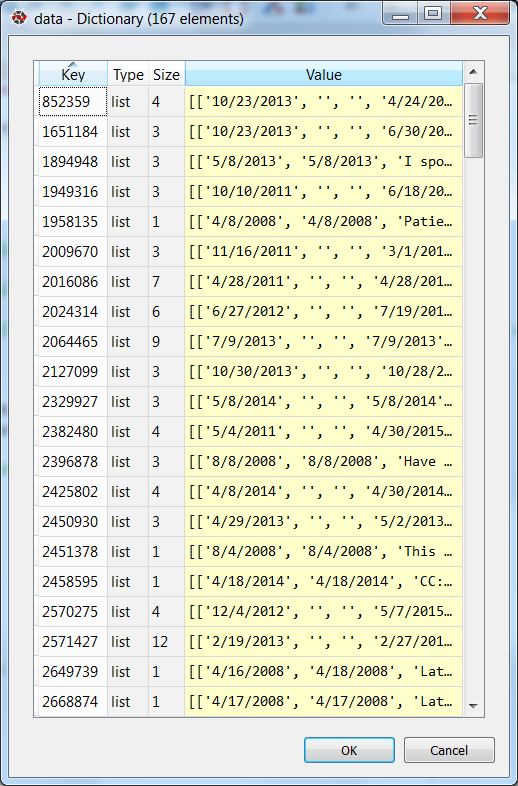 data - Dictionary (167 elements)
Key Type Size Value
852359 list 4 [['10/23/2013', '', '', '4/24/20...
1651184 list 3 [['10/23/2013', '', '', '6/30/20...
1894948 list 3 [['5/8/2013', '5/8/2013', 'I spo...
1949316 list 3 [['10/10/2011', '', '', '6/18/20...
1958135 list 1 [['4/8/2008', '4/8/2008', 'Patie...
2009670 list 3 [['11/16/2011', '', '', '3/1/201...
2016086 list 7 [['4/28/2011', '', '', '4/28/201...
2024314 list 6 [['6/27/2012', '', '', '7/19/201...
2064465 list 9 [['7/9/2013', '', '', '7/9/2013'...
2127099 list 3 [['10/30/2013', '', '', '10/28/2...
2329927 list 3 [['5/8/2014', '', '', '5/8/2014'...
2382480 list 4 [['5/4/2011', '', '', '4/30/2015...
2396878 list 3 [['8/8/2008', '8/8/2008', 'Have ...
2425802 list 4 [['4/8/2014', '', '', '4/30/2014...
2450930 list 3 [['4/29/2013', '', '', '5/2/2013...
2451378 list 1 [['8/4/2008', '8/4/2008', 'This ...
2458595 list 1 [['4/18/2014', '4/18/2014', 'CC:...
2570275 list 4 [['12/4/2012', '', '', '5/7/2015...
2571427 list 12 [['2/19/2013', '', '', '2/27/201...
2649739 list 1 [['4/16/2008', '4/18/2008', 'Lat...
2668874 list 1 [['4/17/2008', '4/17/2008', 'Lat...
OK Cancel